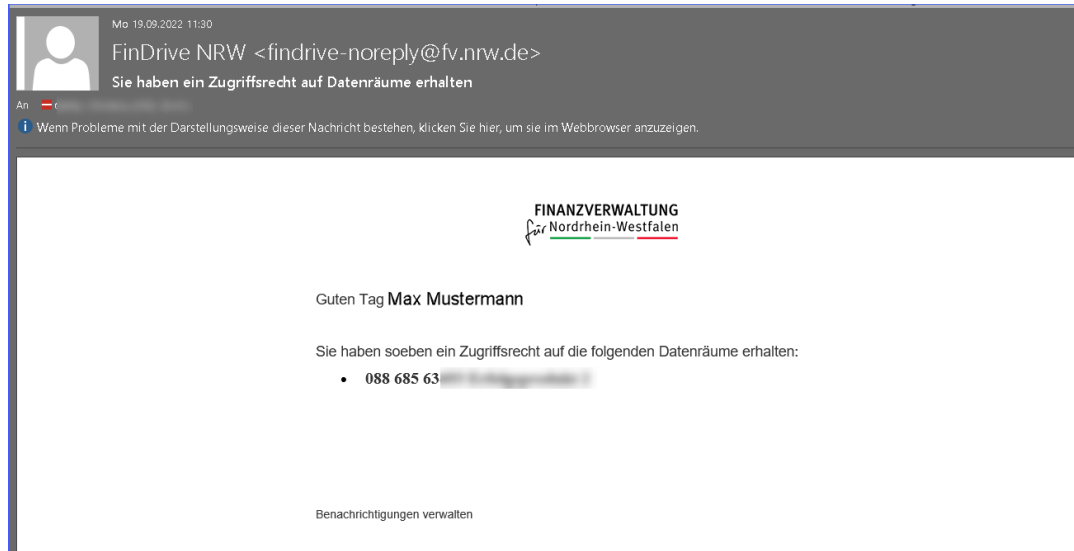 Mo 19.09.2022 11:30
FinDrive NRW <findrive-noreply@fv.nrw.de>
Sie haben ein Zugriffsrecht auf Datenräume erhalten
An
Wenn Probleme mit der Darstellungsweise dieser Nachricht bestehen, klicken Sie hier, um sie im Webbrowser anzuzeigen.
FINANZVERWALTUNG
für Nordrhein-Westfalen
Guten Tag Max Mustermann
Sie haben soeben ein Zugriffsrecht auf die folgenden Datenräume erhalten:
• 088 685 63
Benachrichtigungen verwalten